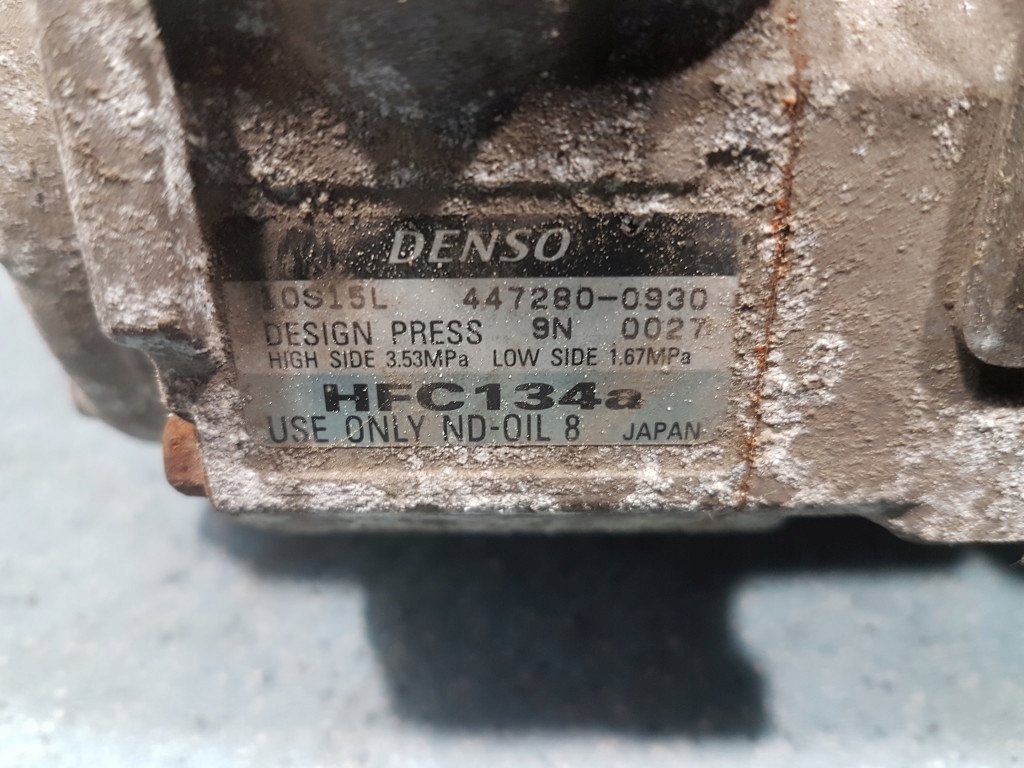 DENSO
10S15L 447280-0930
DESIGN PRESS 9N 0027
HIGH SIDE 3.53MPa LOW SIDE 1.67MPa
HFC134a
USE ONLY ND-OIL 8 JAPAN